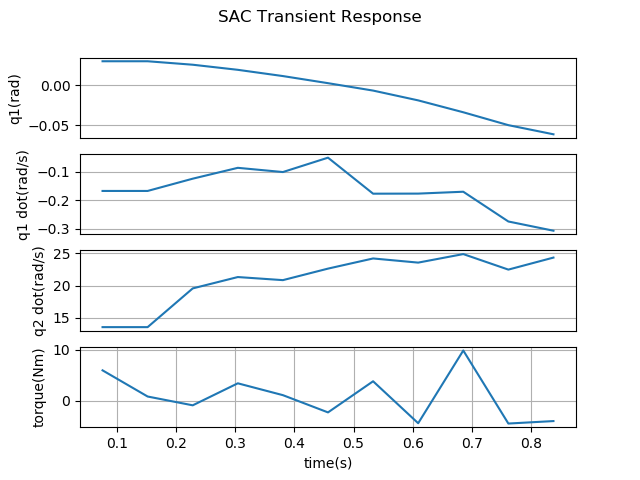 SAC Transient Response
q1(rad)
0.00
−0.05
q1 dot(rad/s)
−0.1
−0.2
−0.3
q2 dot(rad/s)
25
20
15
torque(Nm)
10
0
0.1 0.2 0.3 0.4 0.5 0.6 0.7 0.8
time(s)